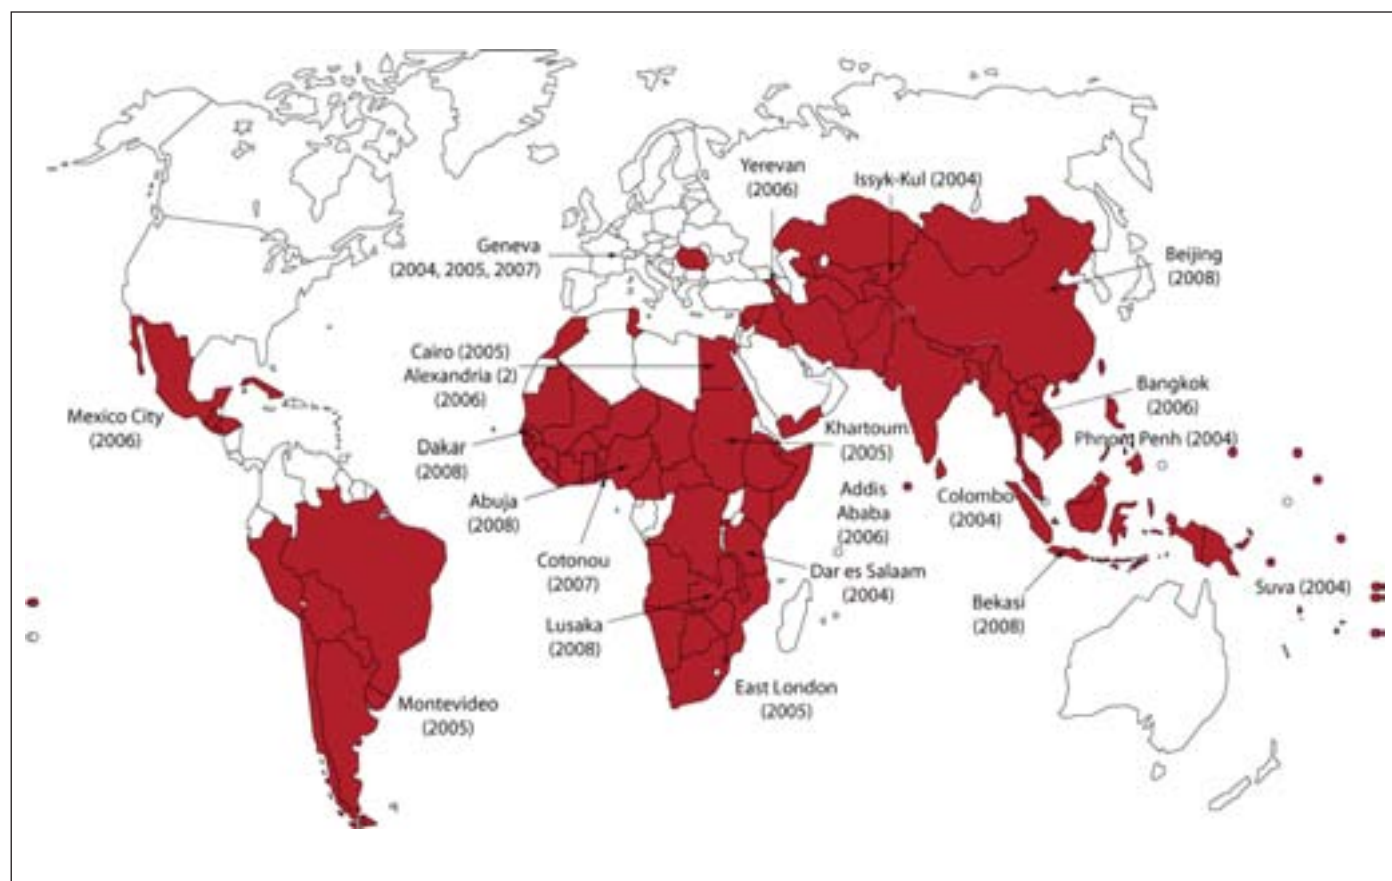 Yerevan
(2006)
Issyk-Kul (2004)
Geneva
(2004, 2005, 2007)
Beijing
(2008)
Cairo (2005)
Alexandria (2)
(2006)
Bangkok
(2006)
Mexico City
(2006)
Khartoum
(2005)
Phnom Penh (2004)
Dakar
(2008)
Abuja
(2008)
Addis
Ababa
(2006)
Colombo
(2004)
Cotonou
(2007)
Dar es Salaam
(2004)
Suva (2004)
Bekasi
(2008)
Lusaka
(2008)
East London
(2005)
Montevideo
(2005)